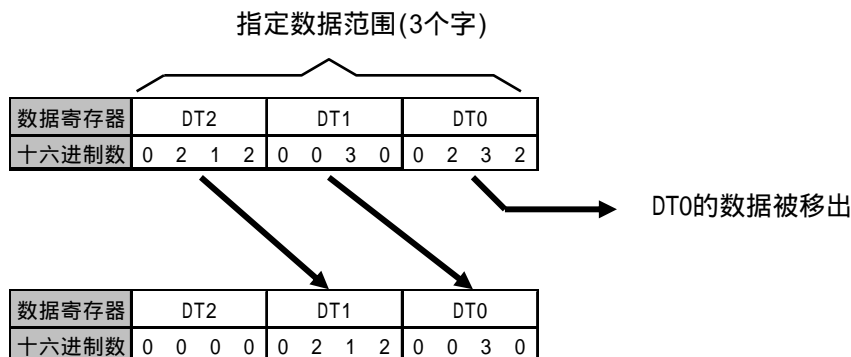 指定数据范围(3个字)
数据寄存器 DT2 DT1 DT0
十六进制数 0 2 1 2 0 0 3 0 0 2 3 2
DT0的数据被移出
数据寄存器 DT2 DT1 DT0
十六进制数 0 0 0 0 0 2 1 2 0 0 3 0